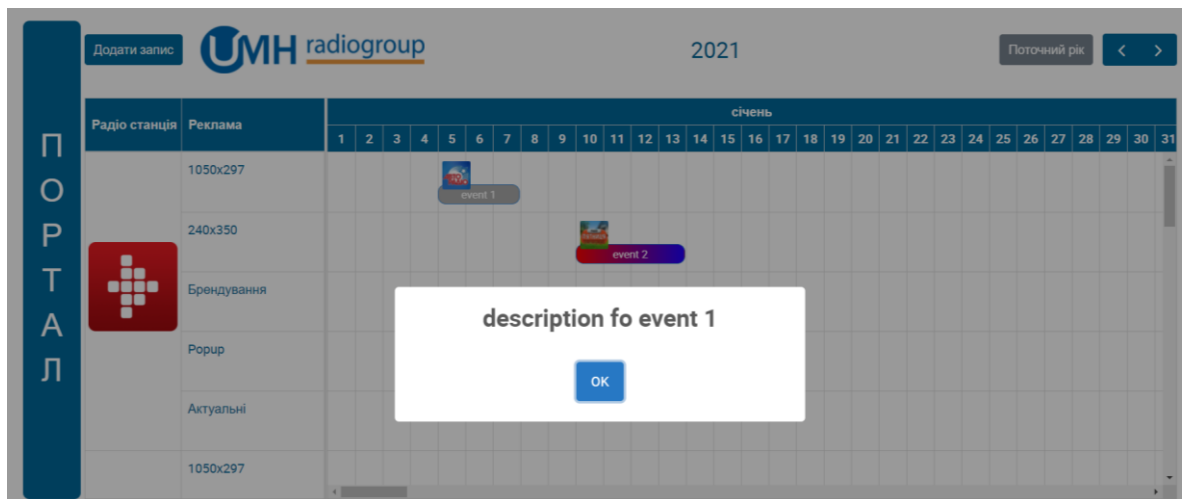 ПОРТАЛ
Додати запис
UMH radiogroup
2021
Поточний рік
Радіо станція
Реклама
січень
1 2 3 4 5 6 7 8 9 10 11 12 13 14 15 16 17 18 19 20 21 22 23 24 25 26 27 28 29 30 31
1050x297
event 1
240x350
event 2
Брендування
description fo event 1
OK
Popup
Актуальні
1050x297